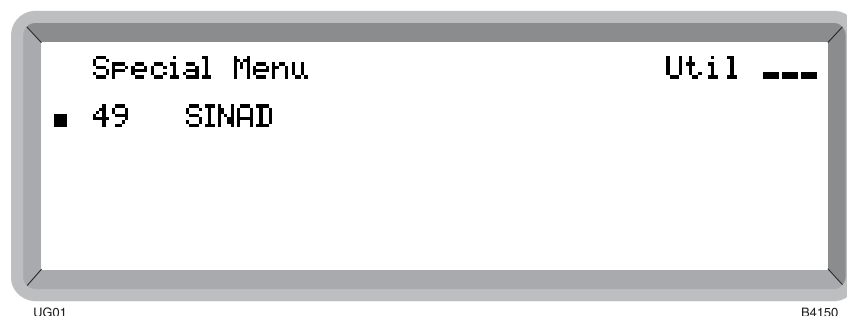 Special Menu Util ___
▪ 49 SINAD
UG01 B4150